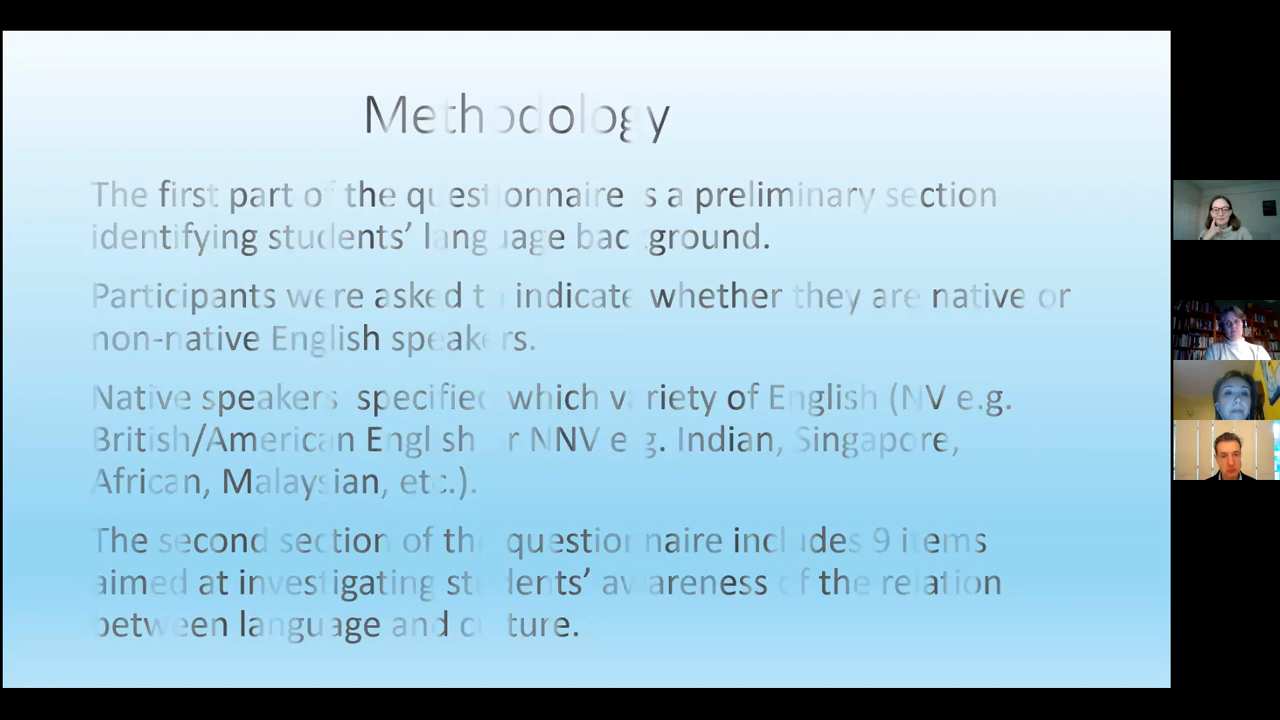 Methodology
The first part of the questionnaire is a preliminary section
identifying students’ language background.
Participants were asked to indicate whether they are native or
non-native English speakers.
Native speakers specified which variety of English (NV e.g.
British/American English or NNV e.g. Indian, Singapore,
African, Malaysian, etc.).
The second section of the questionnaire includes 9 items
aimed at investigating students’ awareness of the relation
between language and culture.